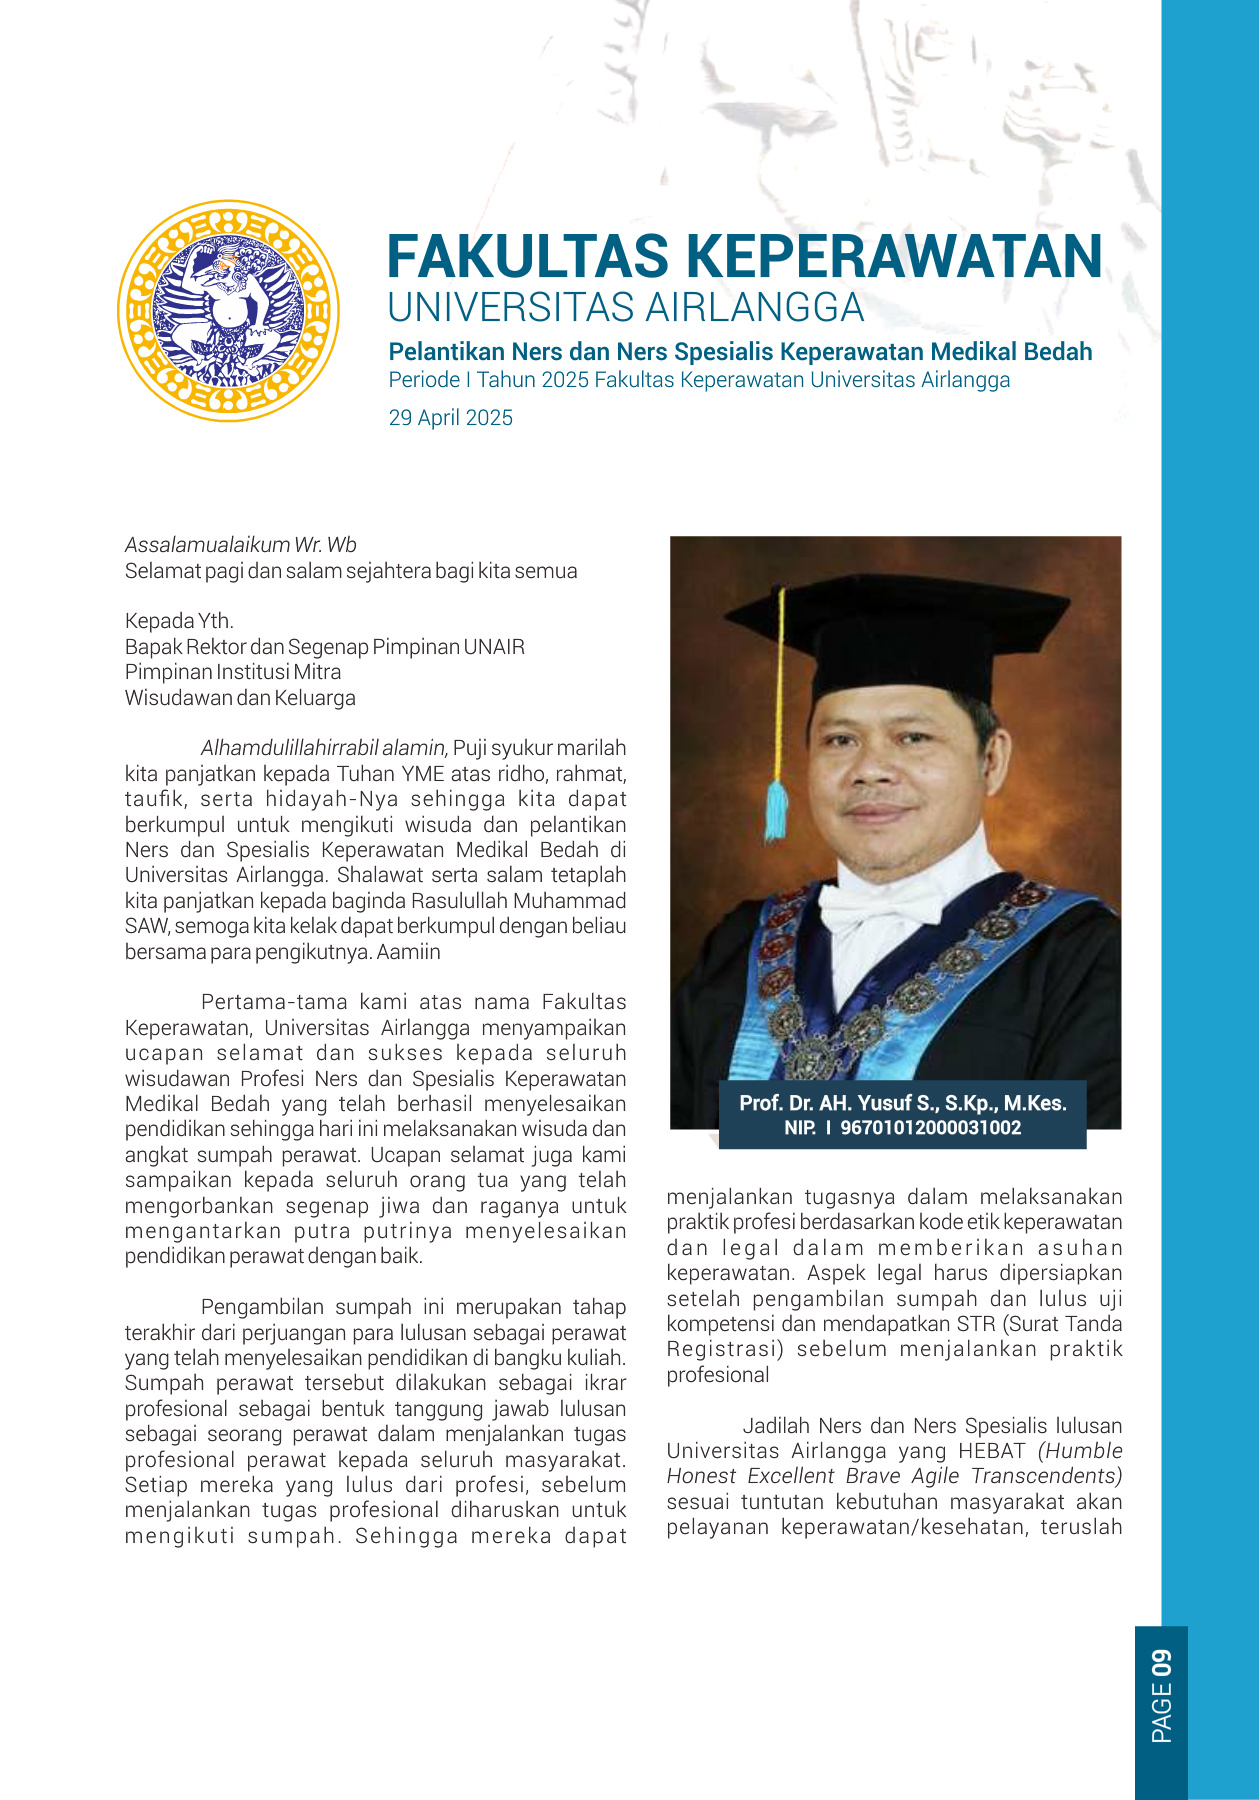 FAKULTAS KEPERAWATAN
UNIVERSITAS AIRLANGGA
Pelantikan Ners dan Ners Spesialis Keperawatan Medikal Bedah
Periode I Tahun 2025 Fakultas Keperawatan Universitas Airlangga
29 April 2025
Assalamualaikum Wr. Wb
Selamat pagi dan salam sejahtera bagi kita semua
Kepada Yth.
Bapak Rektor dan Segenap Pimpinan UNAIR
Pimpinan Institusi Mitra
Wisudawan dan Keluarga
Alhamdulillahirrabil alamin, Puji syukur marilah
kita panjatkan kepada Tuhan YME atas ridho, rahmat,
taufik, serta hidayah-Nya sehingga kita dapat
berkumpul untuk mengikuti wisuda dan pelantikan
Ners dan Spesialis Keperawatan Medikal Bedah di
Universitas Airlangga. Shalawat serta salam tetaplah
kita panjatkan kepada baginda Rasulullah Muhammad
SAW, semoga kita kelak dapat berkumpul dengan beliau
bersama para pengikutnya. Aamiin
Pertama-tama kami atas nama Fakultas
Keperawatan, Universitas Airlangga menyampaikan
ucapan selamat dan sukses kepada seluruh
wisudawan Profesi Ners dan Spesialis Keperawatan
Medikal Bedah yang telah berhasil menyelesaikan
pendidikan sehingga hari ini melaksanakan wisuda dan
angkat sumpah perawat. Ucapan selamat juga kami
sampaikan kepada seluruh orang tua yang telah
mengorbankan segenap jiwa dan raganya untuk
mengantarkan putra putrinya menyelesaikan
pendidikan perawat dengan baik.
Pengambilan sumpah ini merupakan tahap
terakhir dari perjuangan para lulusan sebagai perawat
yang telah menyelesaikan pendidikan di bangku kuliah.
Sumpah perawat tersebut dilakukan sebagai ikrar
profesional sebagai bentuk tanggung jawab lulusan
sebagai seorang perawat dalam menjalankan tugas
profesional perawat kepada seluruh masyarakat.
Setiap mereka yang lulus dari profesi, sebelum
menjalankan tugas profesional diharuskan untuk
mengikuti sumpah. Sehingga mereka dapat
Prof. Dr. AH. Yusuf S., S.Kp., M.Kes.
NIP. I 96701012000031002
menjalankan tugasnya dalam melaksanakan
praktik profesi berdasarkan kode etik keperawatan
dan legal dalam memberikan asuhan
keperawatan. Aspek legal harus dipersiapkan
setelah pengambilan sumpah dan lulus uji
kompetensi dan mendapatkan STR (Surat Tanda
Registrasi) sebelum menjalankan praktik
profesional
Jadilah Ners dan Ners Spesialis lulusan
Universitas Airlangga yang HEBAT (Humble
Honest Excellent Brave Agile Transcendents)
sesuai tuntutan kebutuhan masyarakat akan
pelayanan keperawatan/kesehatan, teruslah
PAGE 09